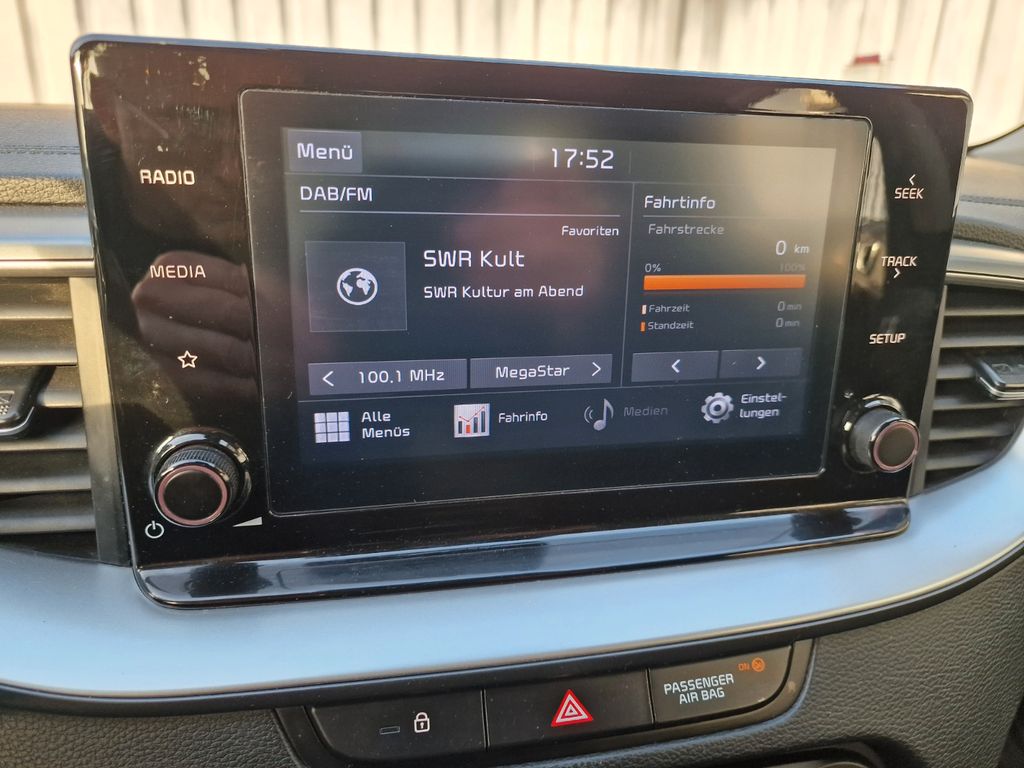 RADIO
MEDIA
Menü
17:52
DAB/FM
Favoriten
SWR Kult
SWR Kultur am Abend
100.1 MHz
MegaStar
Fahrtinfo
Fahrstrecke
0 km
0% 100%
Fahrzeit 0 min
Standzeit 0 min
Alle
Menüs
Fahrinfo
Medien
Einstel-
lungen
SEEK
TRACK
SETUP
ON
PASSENGER
AIR BAG